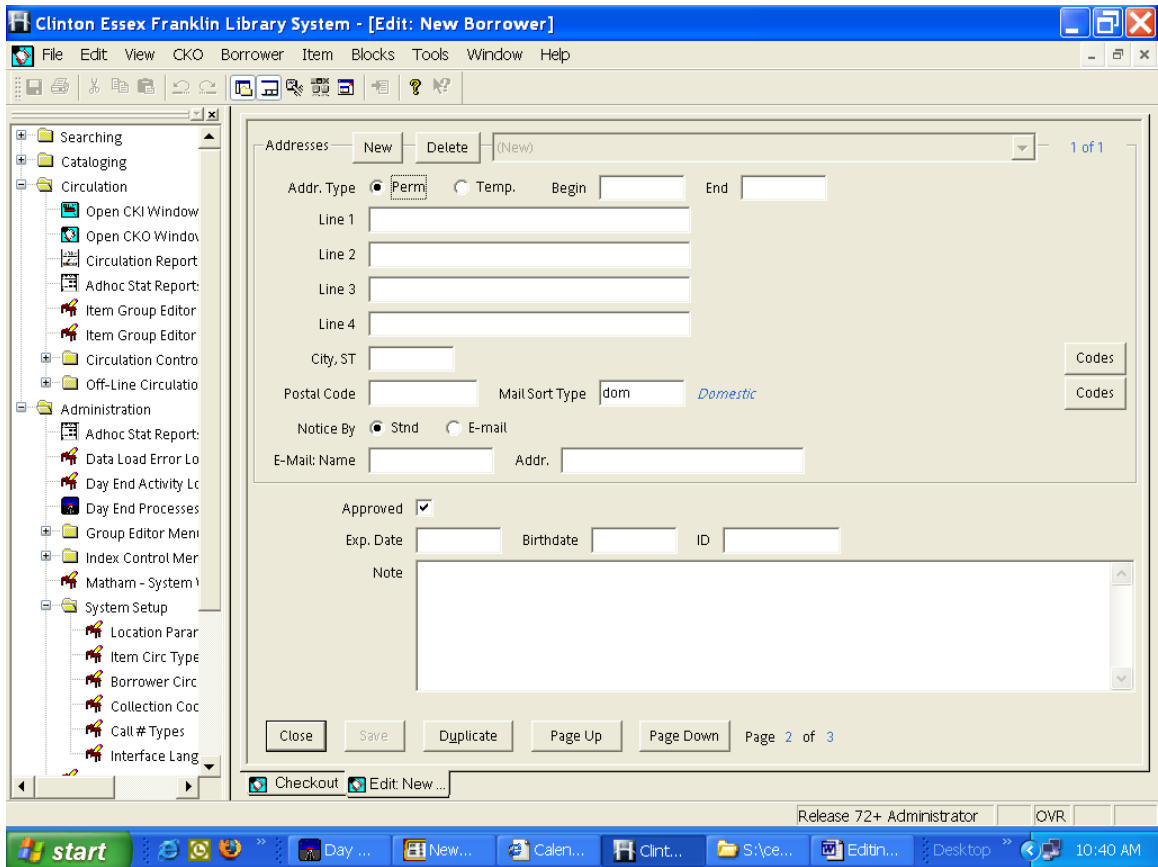 Clinton Essex Franklin Library System - [Edit: New Borrower]
File Edit View CKO Borrower Item Blocks Tools Window Help
Searching
Cataloging
Circulation
Open CKI Window
Open CKO Window
Circulation Report
Adhoc Stat Reports
Item Group Editor
Item Group Editor
Circulation Contro
Off-Line Circulatio
Administration
Adhoc Stat Reports
Data Load Error Lo
Day End Activity Lo
Day End Processes
Group Editor Menu
Index Control Mer
Matham - System
System Setup
Location Parar
Item Circ Type
Borrower Circ
Collection Coc
Call # Types
Interface Lang
Addresses New Delete (New) 1 of 1
Addr. Type Perm Temp. Begin End
Line 1
Line 2
Line 3
Line 4
City, ST Codes
Postal Code Mail Sort Type dom Domestic Codes
Notice By Stnd E-mail
E-Mail: Name Addr.
Approved
Exp. Date Birthdate ID
Note
Close Save Duplicate Page Up Page Down Page 2 of 3
Checkout Edit: New ...
Release 72+ Administrator OVR
start Day ... New... Calen... Clint... S:\ce... Editin... Desktop 10:40 AM